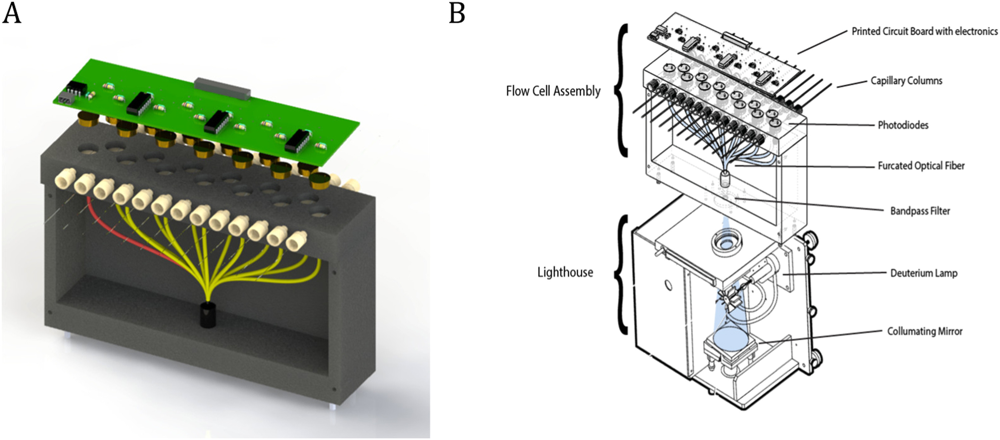 A
B
Printed Circuit Board with electronics
Capillary Columns
Flow Cell Assembly
Photodiodes
Furcated Optical Fiber
Bandpass Filter
Lighthouse
Deuterium Lamp
Collumating Mirror